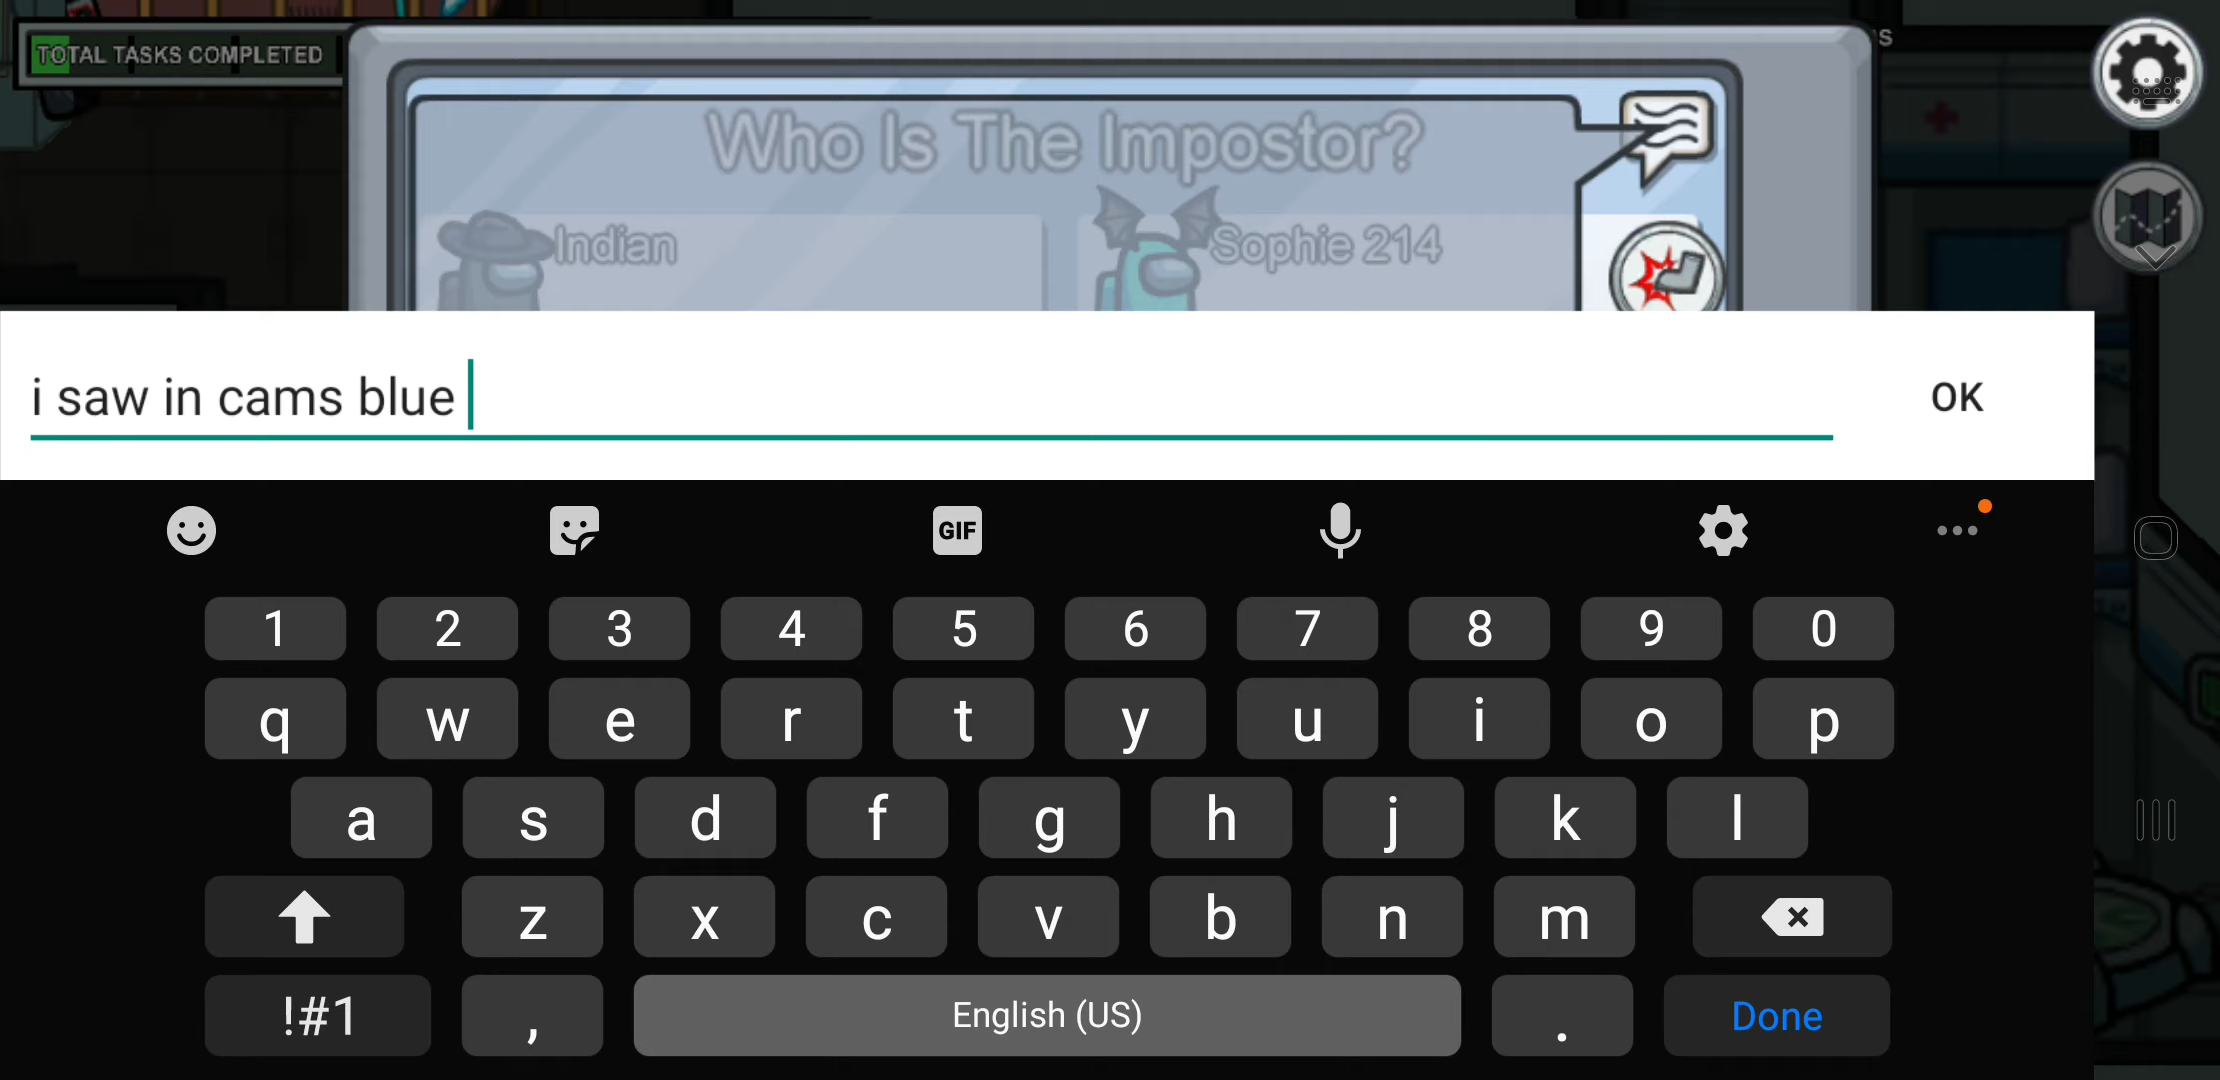 TOTAL TASKS COMPLETED
s
Who Is The Impostor?
Indian
Sophie 214
i saw in cams blue
OK
GIF
1 2 3 4 5 6 7 8 9 0
q w e r t y u i o p
a s d f g h j k l
z x c v b n m
!#1 , English (US) . Done